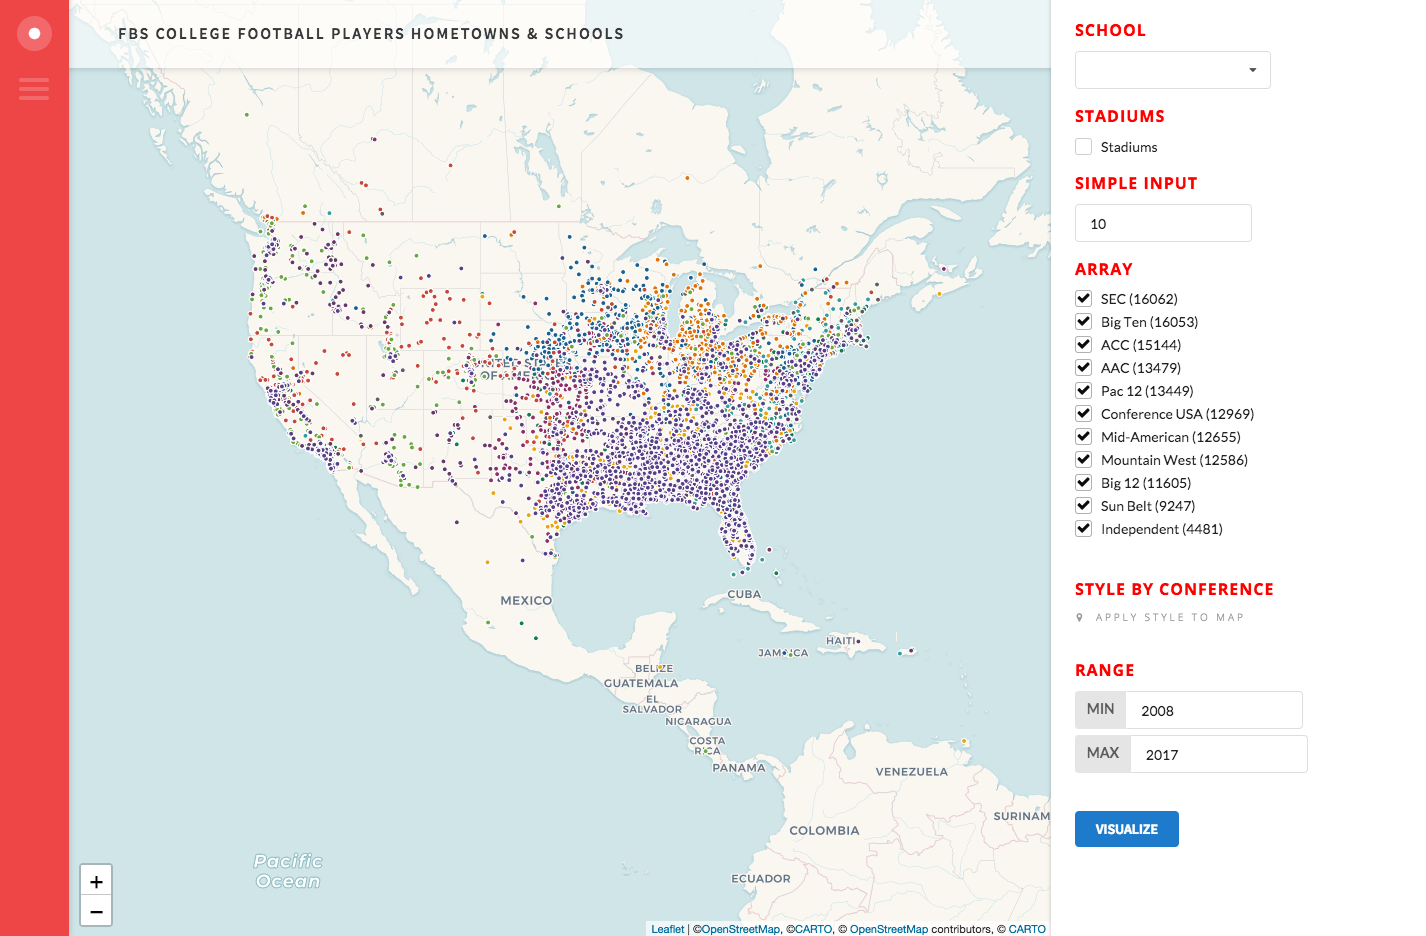 FBS COLLEGE FOOTBALL PLAYERS HOMETOWNS & SCHOOLS
UNITED STATES
OF AMERICA
MEXICO
CUBA
HAITI
JAMAICA
BELIZE
GUATEMALA
EL
SALVADOR
NICARAGUA
COSTA
RICA
PANAMA
VENEZUELA
SURINAM
COLOMBIA
ECUADOR
Pacific
Ocean
+
−
Leaflet | ©OpenStreetMap, ©CARTO, © OpenStreetMap contributors, © CARTO
SCHOOL
STADIUMS
Stadiums
SIMPLE INPUT
10
ARRAY
SEC (16062)
Big Ten (16053)
ACC (15144)
AAC (13479)
Pac 12 (13449)
Conference USA (12969)
Mid-American (12655)
Mountain West (12586)
Big 12 (11605)
Sun Belt (9247)
Independent (4481)
STYLE BY CONFERENCE
APPLY STYLE TO MAP
RANGE
MIN 2008
MAX 2017
VISUALIZE